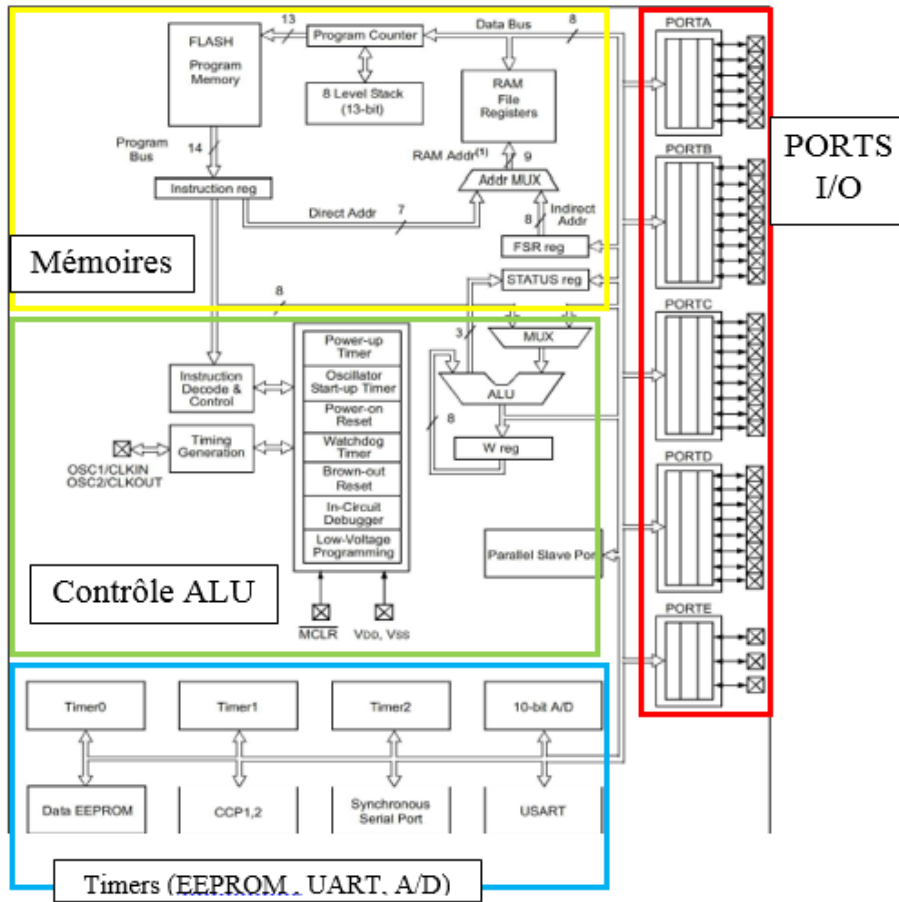 13
Data Bus
8
PORTA
FLASH
Program
Memory
Program Counter
8 Level Stack
(13-bit)
RAM
File
Registers
PORTS
I/O
Program
Bus
14
RAM Addr(1)
9
PORTB
Addr MUX
Instruction reg
Direct Addr
7
8
Indirect
Addr
FSR reg
Mémoires
STATUS reg
8
PORTC
Power-up
Timer
3
MUX
Instruction
Decode &
Control
Oscillator
Start-up Timer
ALU
Power-on
Reset
8
Timing
Generation
Watchdog
Timer
W reg
OSC1/CLKIN
OSC2/CLKOUT
Brown-out
Reset
PORTD
In-Circuit
Debugger
Low-Voltage
Programming
Parallel Slave Port
Contrôle ALU
MCLR
VDD, VSS
PORTE
Timer0
Timer1
Timer2
10-bit A/D
Data EEPROM
CCP1,2
Synchronous
Serial Port
USART
Timers (EEPROM , UART, A/D)